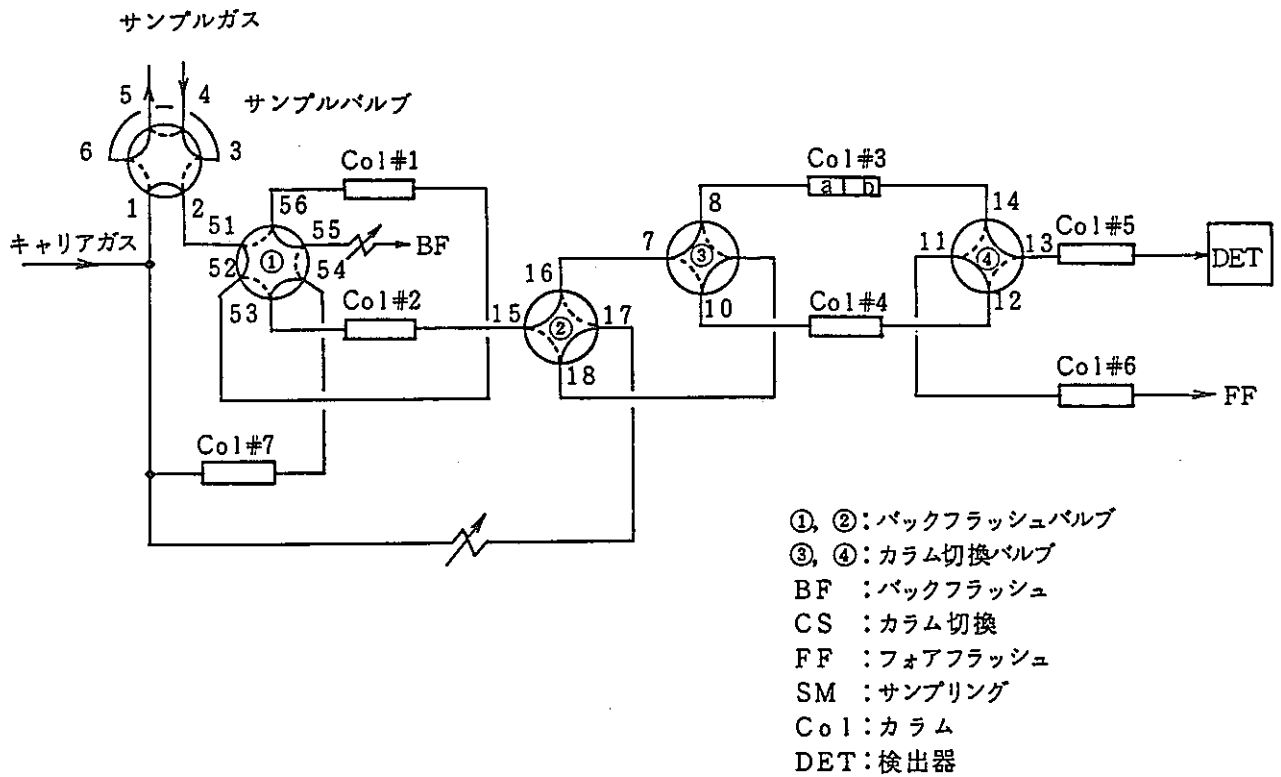 サンプルガス
5 4 サンプルバルブ
6 3
1 2
キャリアガス
51 56 55 BF
① 
52 54
53
Col#1
Col#2
Col#7
15 16 17
②
18
7 8
③
10
Col#3
a b
Col#4
11 14 13
④
12
Col#5
DET
Col#6
FF
①, ②:バックフラッシュバルブ
③, ④:カラム切換バルブ
BF :バックフラッシュ
CS :カラム切換
FF :フォアフラッシュ
SM :サンプリング
Col:カラム
DET:検出器